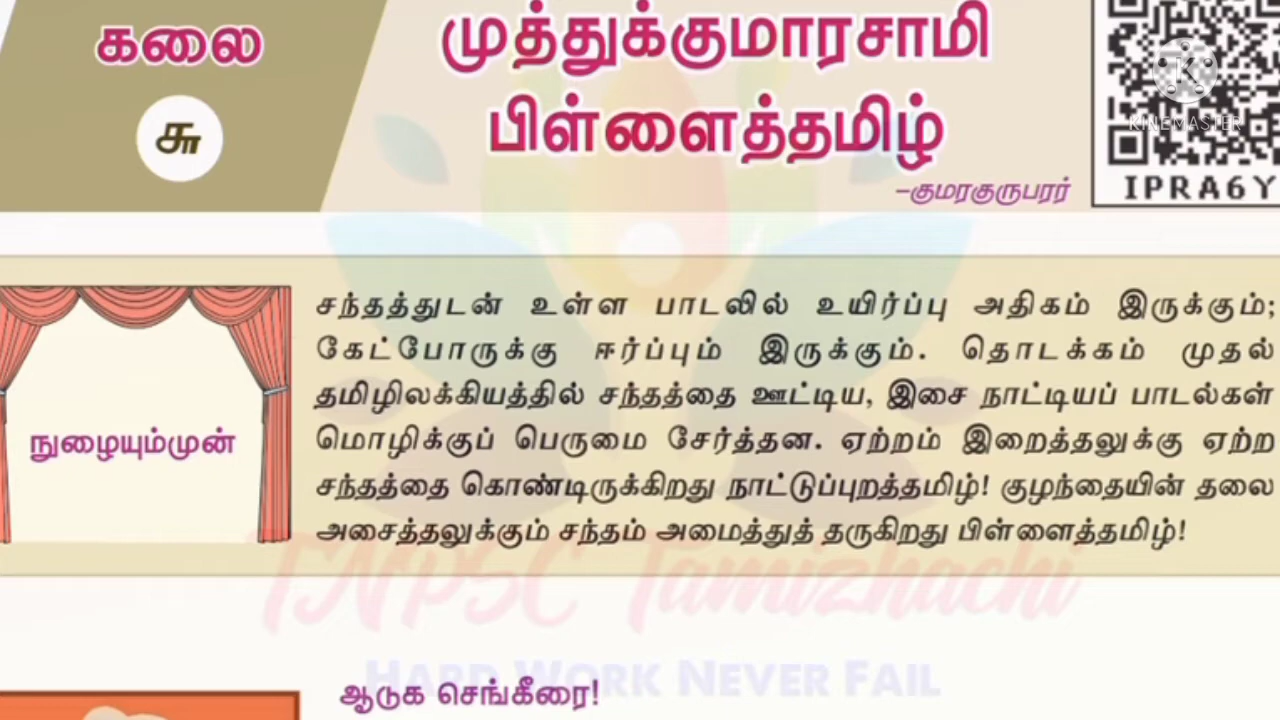 கலை
சு
முத்துக்குமாரசாமி
பிள்ளைத்தமிழ்
–குமரகுருபரர்
KINEMASTER
IPRA6Y
நுழையும்முன்
சந்தத்துடன் உள்ள பாடலில் உயிர்ப்பு அதிகம் இருக்கும்;
கேட்போருக்கு ஈர்ப்பும் இருக்கும். தொடக்கம் முதல்
தமிழிலக்கியத்தில் சந்தத்தை ஊட்டிய, இசை நாட்டியப் பாடல்கள்
மொழிக்குப் பெருமை சேர்த்தன. ஏற்றம் இறைத்தலுக்கு ஏற்ற
சந்தத்தை கொண்டிருக்கிறது நாட்டுப்புறத்தமிழ்! குழந்தையின் தலை
அசைத்தலுக்கும் சந்தம் அமைத்துத் தருகிறது பிள்ளைத்தமிழ்!
TNPSC Tamizhachi
HARD WORK NEVER FAIL
ஆடுக செங்கீரை!